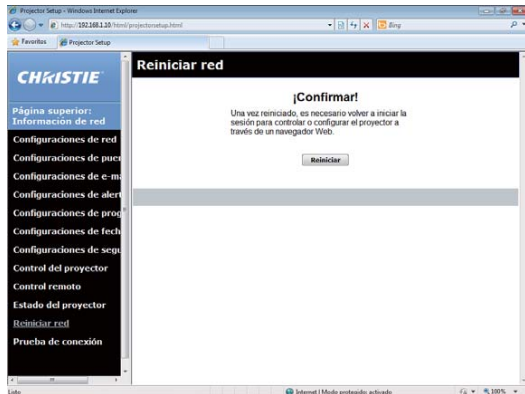 Projector Setup - Windows Internet Explorer
http://192.168.1.10/html/projectorsetup.html
Bing
Favoritos
Projector Setup
CHRISTIE
Reiniciar red
Página superior:
Información de red
Configuraciones de red
Configuraciones de puer
Configuraciones de e-ma
Configuraciones de alert
Configuraciones de prog
Configuraciones de fech
Configuraciones de segu
Control del proyector
Control remoto
Estado del proyector
Reiniciar red
Prueba de conexión
¡Confirmar!
Una vez reiniciado, es necesario volver a iniciar la
sesión para controlar o configurar el proyector a
través de un navegador Web.
Reiniciar
Listo
Internet | Modo protegido: activado
100%